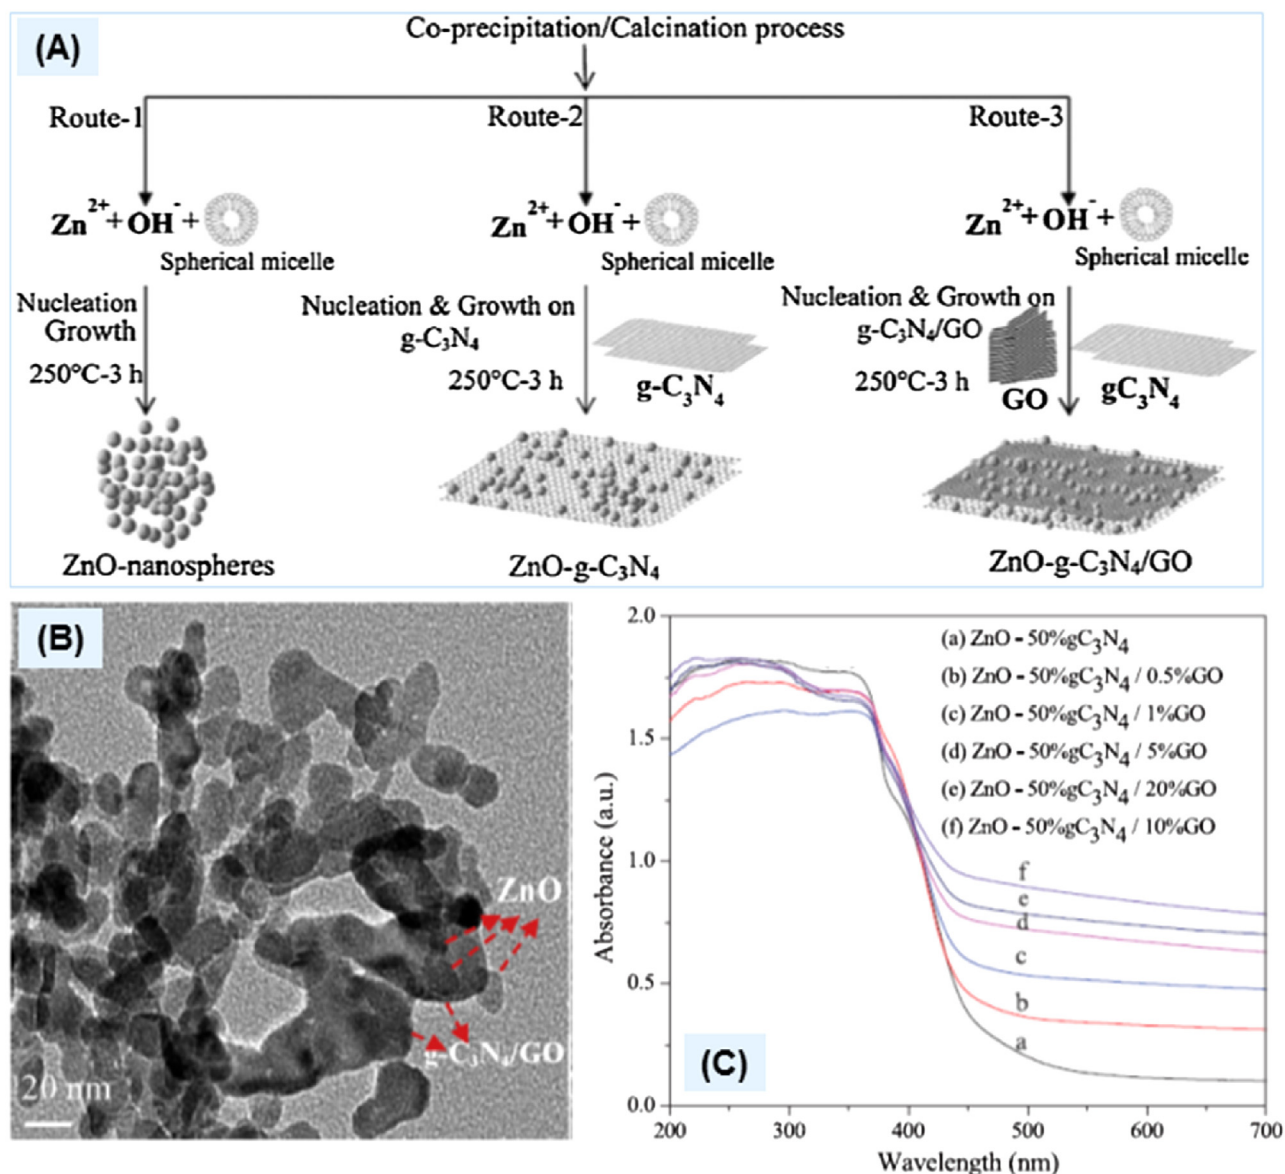 (A)
Co-precipitation/Calcination process
Route-1
Route-2
Route-3
Zn²⁺ + OH⁻ +
Spherical micelle
Zn²⁺ + OH⁻ +
Spherical micelle
Zn²⁺ + OH⁻ +
Spherical micelle
Nucleation
Growth
250°C-3 h
Nucleation & Growth on
g-C₃N₄
250°C-3 h
g-C₃N₄
Nucleation & Growth on
g-C₃N₄/GO
250°C-3 h
GO
gC₃N₄
ZnO-nanospheres
ZnO-g-C₃N₄
ZnO-g-C₃N₄/GO
(B)
ZnO
g-C₃N₄/GO
20 nm
(C)
Absorbance (a.u.)
2.0
1.5
1.0
0.5
0.0
(a) ZnO - 50%gC₃N₄
(b) ZnO - 50%gC₃N₄ / 0.5%GO
(c) ZnO - 50%gC₃N₄ / 1%GO
(d) ZnO - 50%gC₃N₄ / 5%GO
(e) ZnO - 50%gC₃N₄ / 20%GO
(f) ZnO - 50%gC₃N₄ / 10%GO
f
e
d
c
b
a
200 300 400 500 600 700
Wavelength (nm)